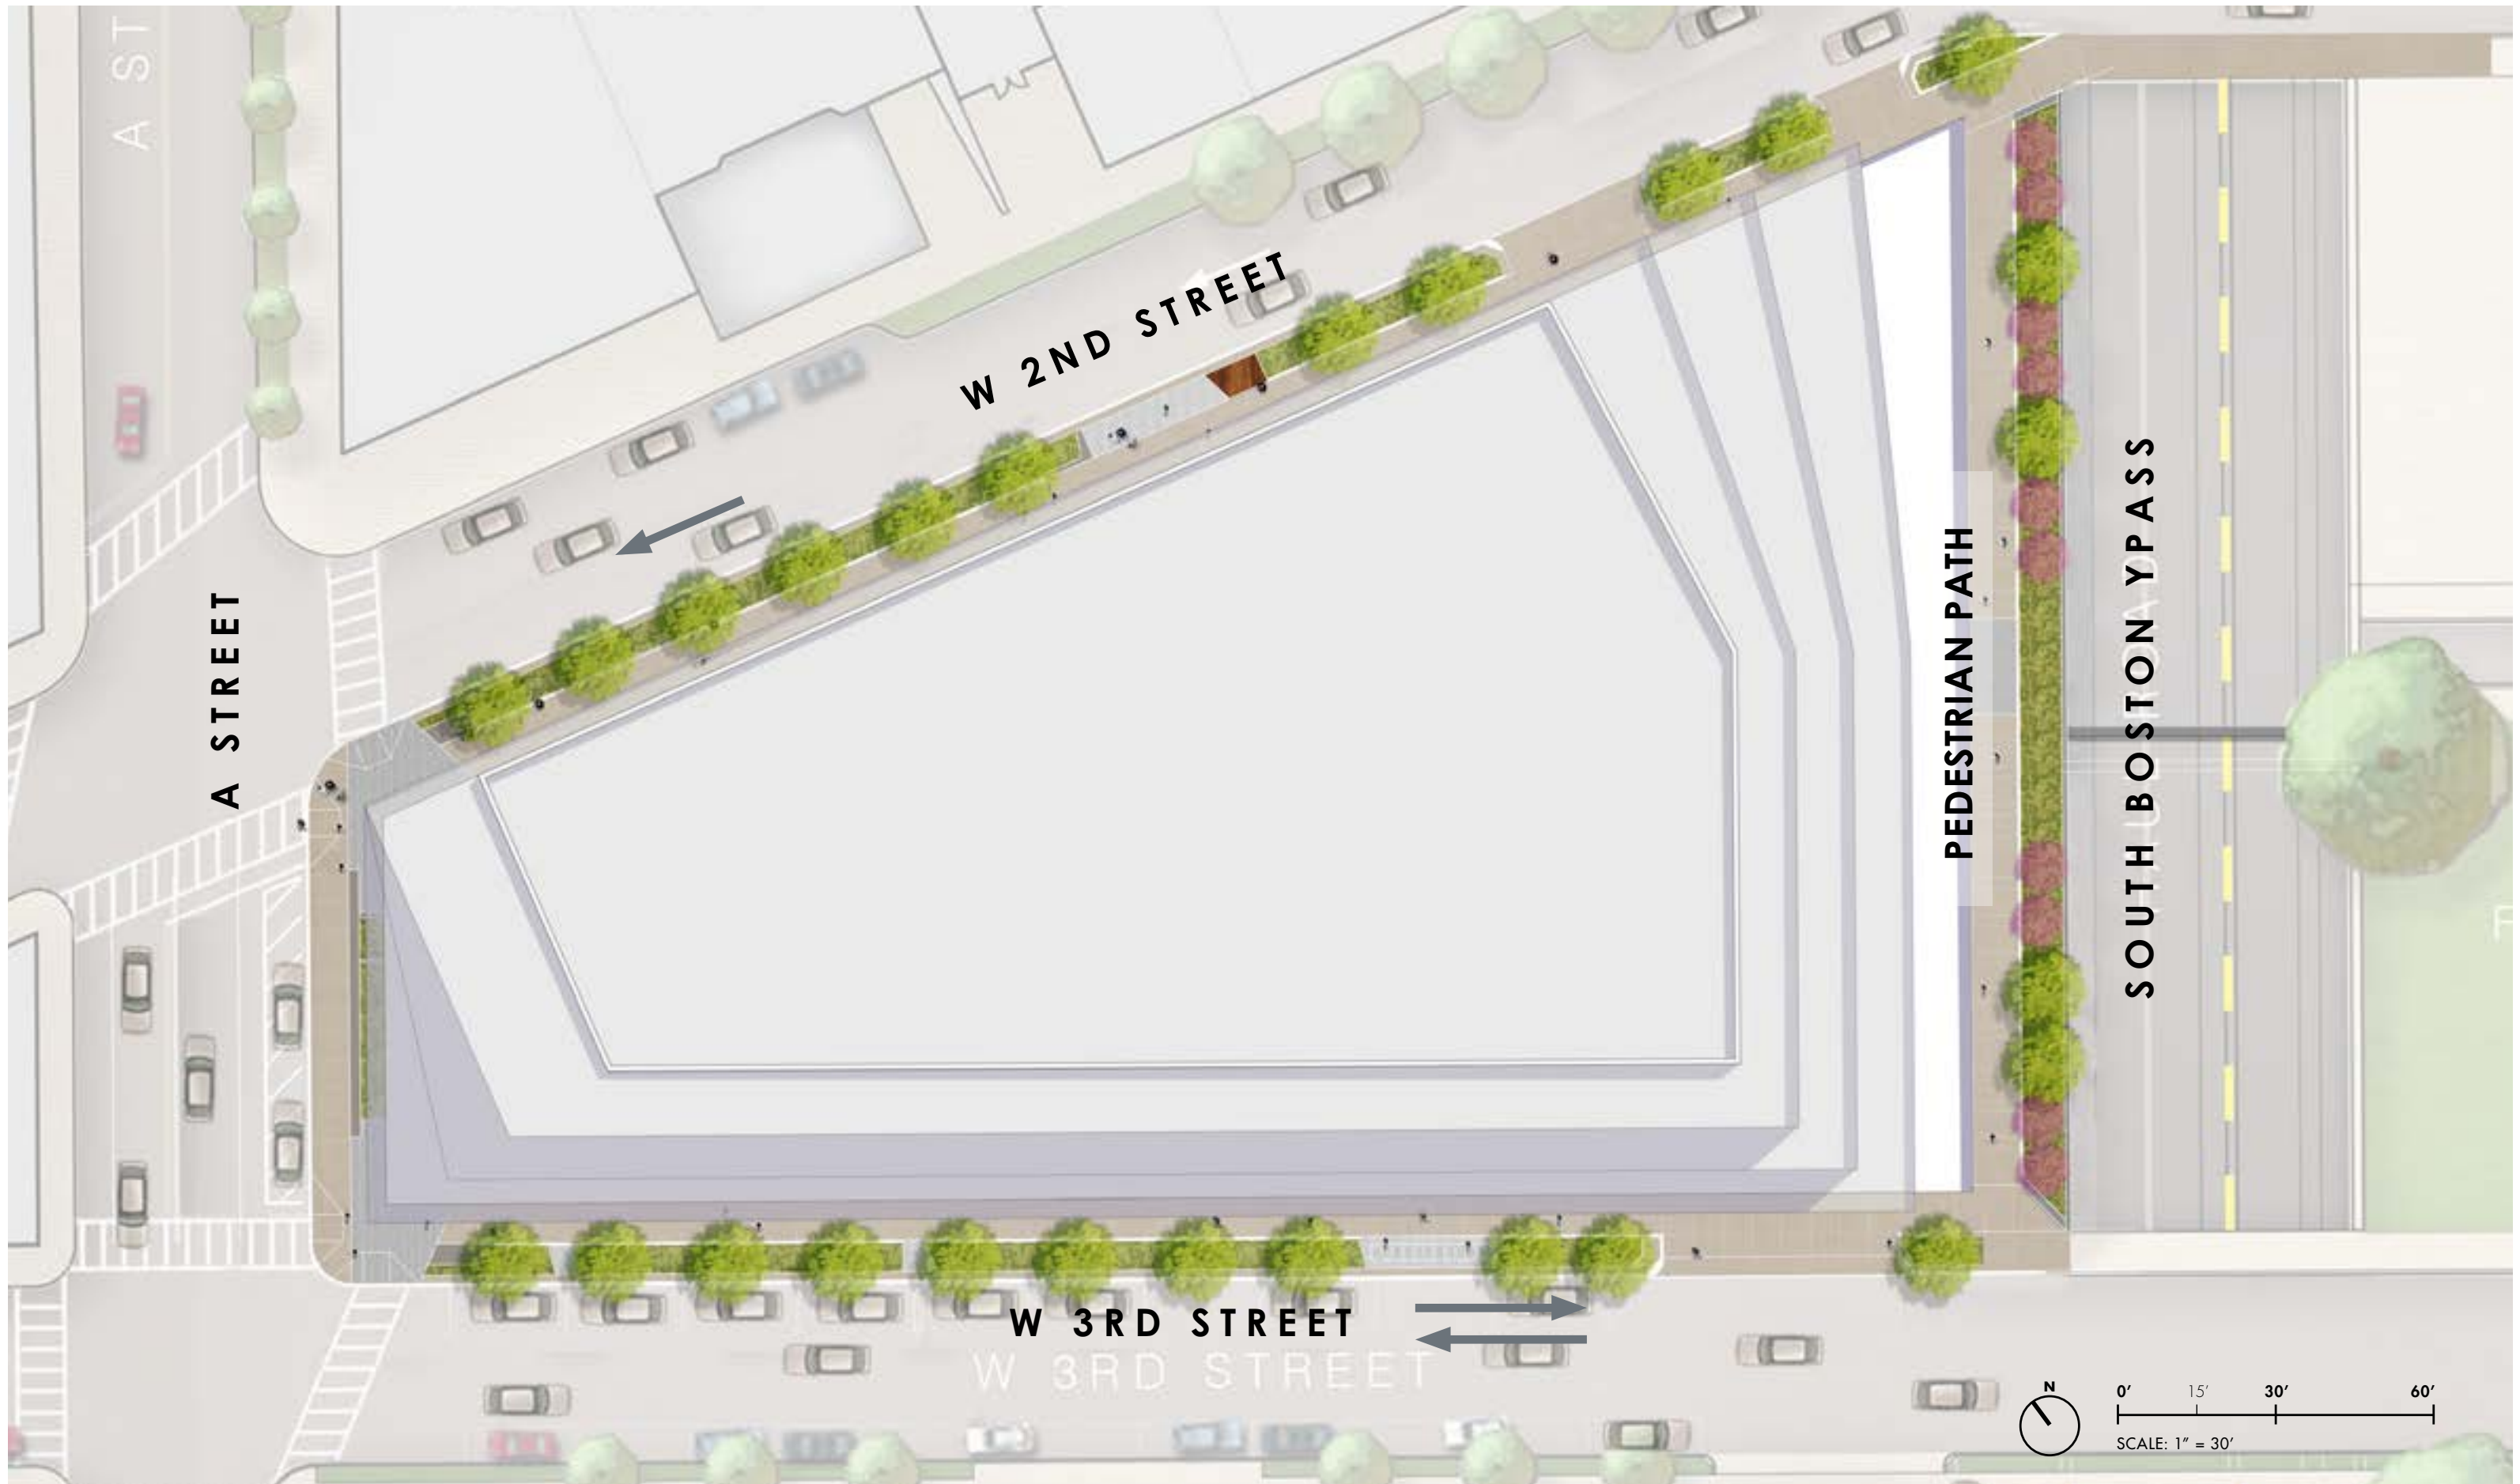 A ST
W 2ND STREET
A STREET
PEDESTRIAN PATH
SOUTH BOSTON YPASS
W 3RD STREET
W 3RD STREET
N
0' 15' 30' 60'
SCALE: 1" = 30'